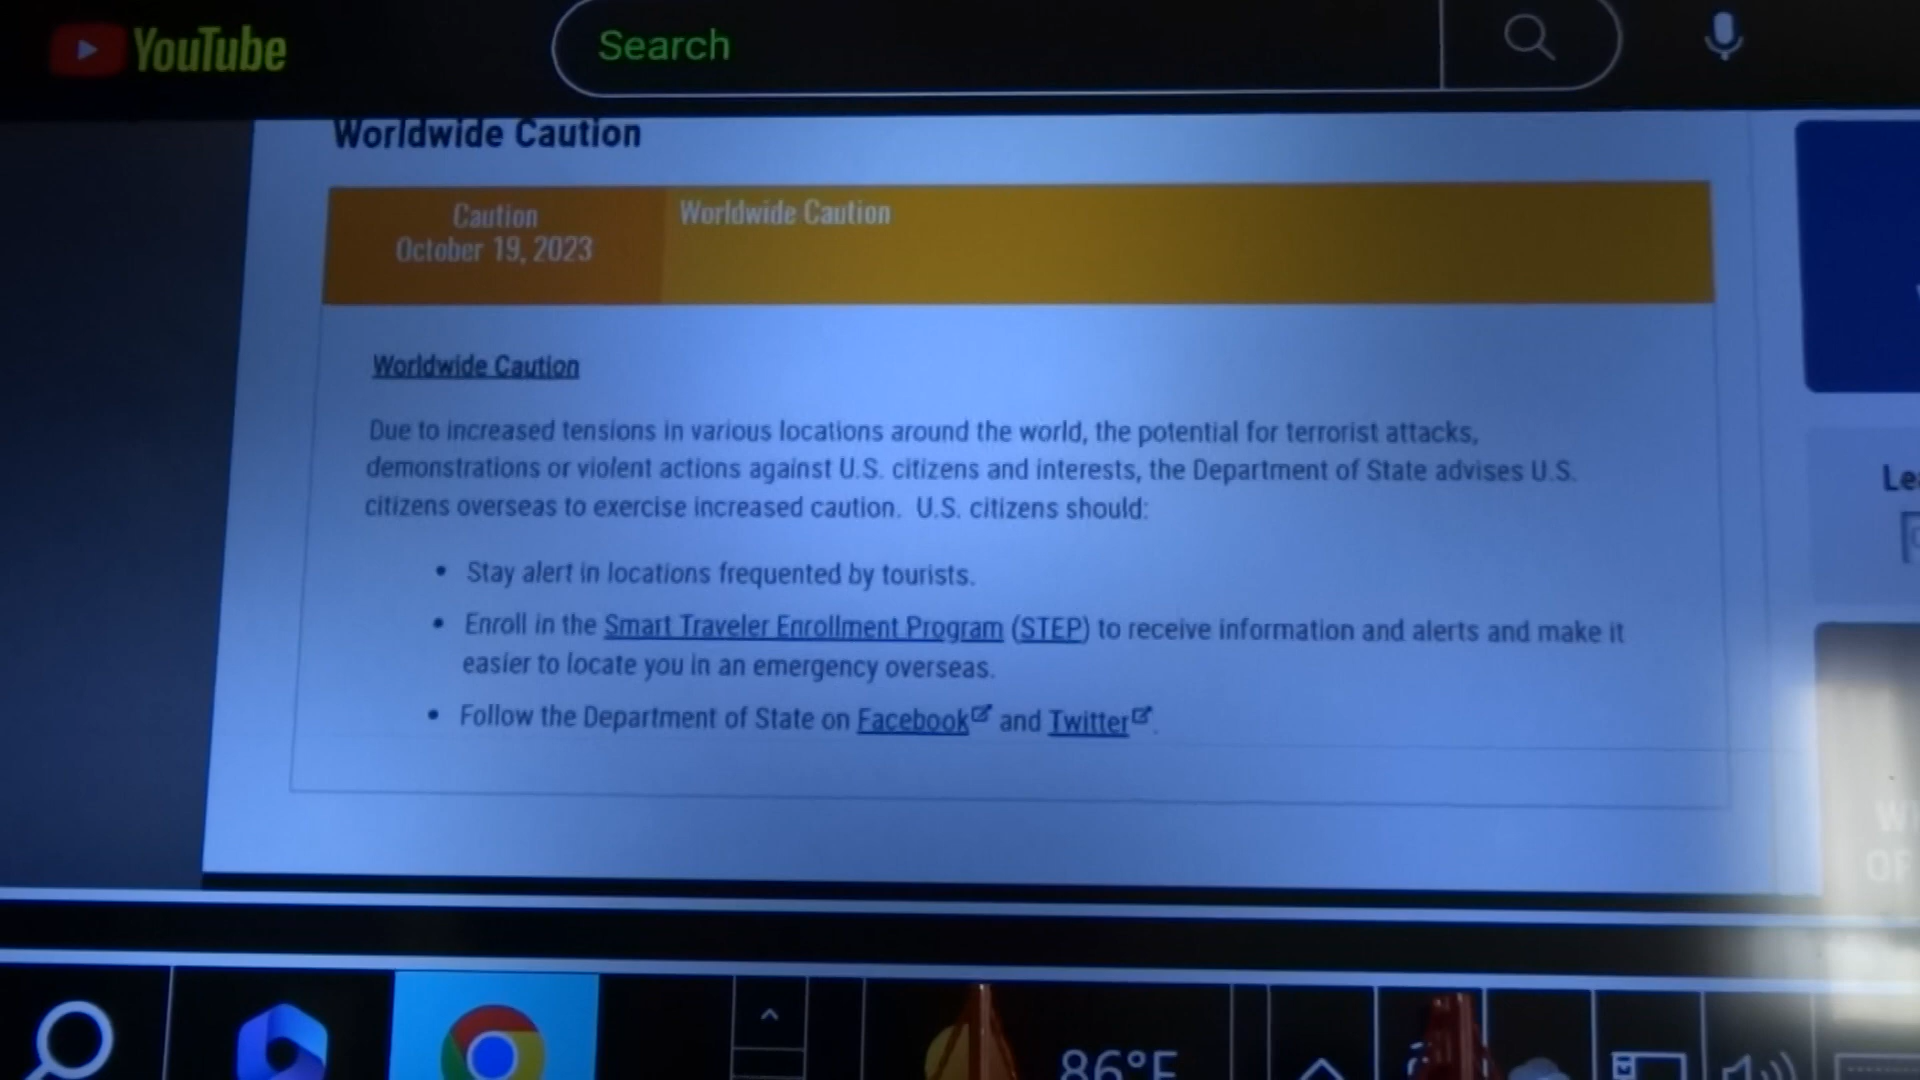 YouTube
Search
Worldwide Caution
Caution
October 19, 2023
Worldwide Caution
Worldwide Caution
Due to increased tensions in various locations around the world, the potential for terrorist attacks,
demonstrations or violent actions against U.S. citizens and interests, the Department of State advises U.S.
citizens overseas to exercise increased caution. U.S. citizens should:
• Stay alert in locations frequented by tourists.
• Enroll in the Smart Traveler Enrollment Program (STEP) to receive information and alerts and make it
easier to locate you in an emergency overseas.
• Follow the Department of State on Facebook and Twitter.
OF
86°F